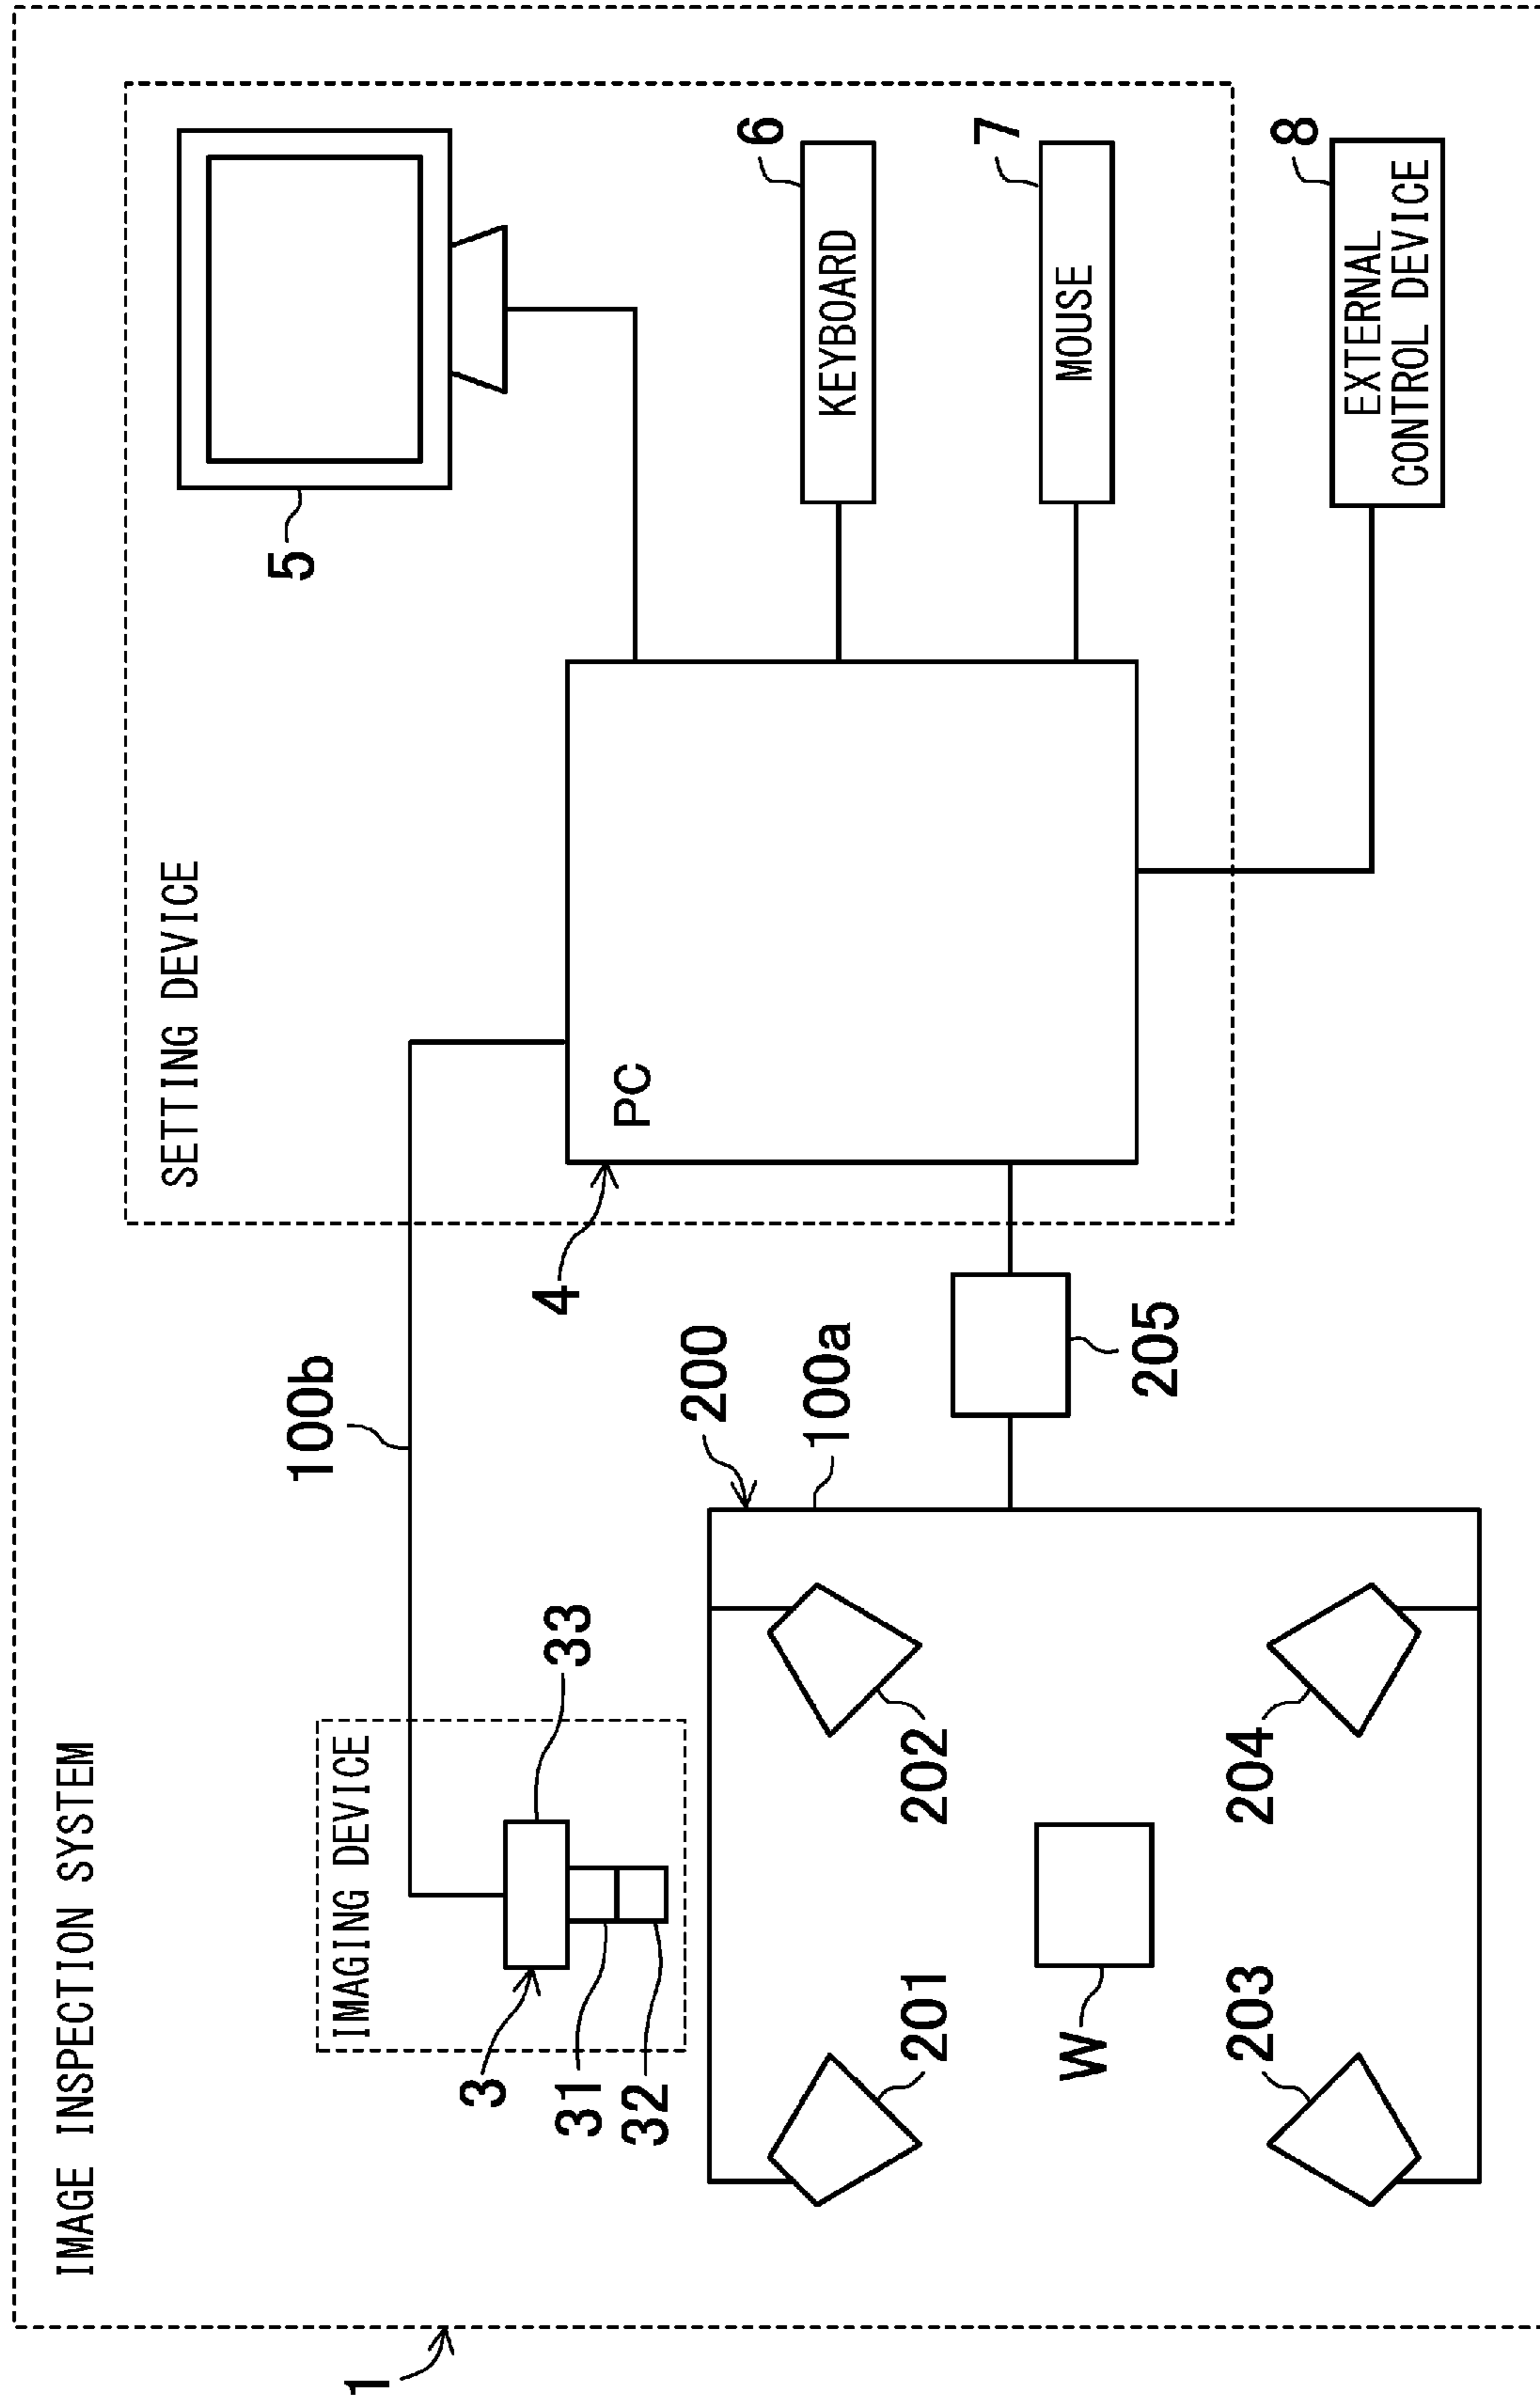 1
IMAGE INSPECTION SYSTEM
SETTING DEVICE
5
100b
IMAGING DEVICE
3
33
31
32
4
PC
KEYBOARD
6
200
100a
201
202
MOUSE
7
205
W
203
204
EXTERNAL
CONTROL DEVICE
8